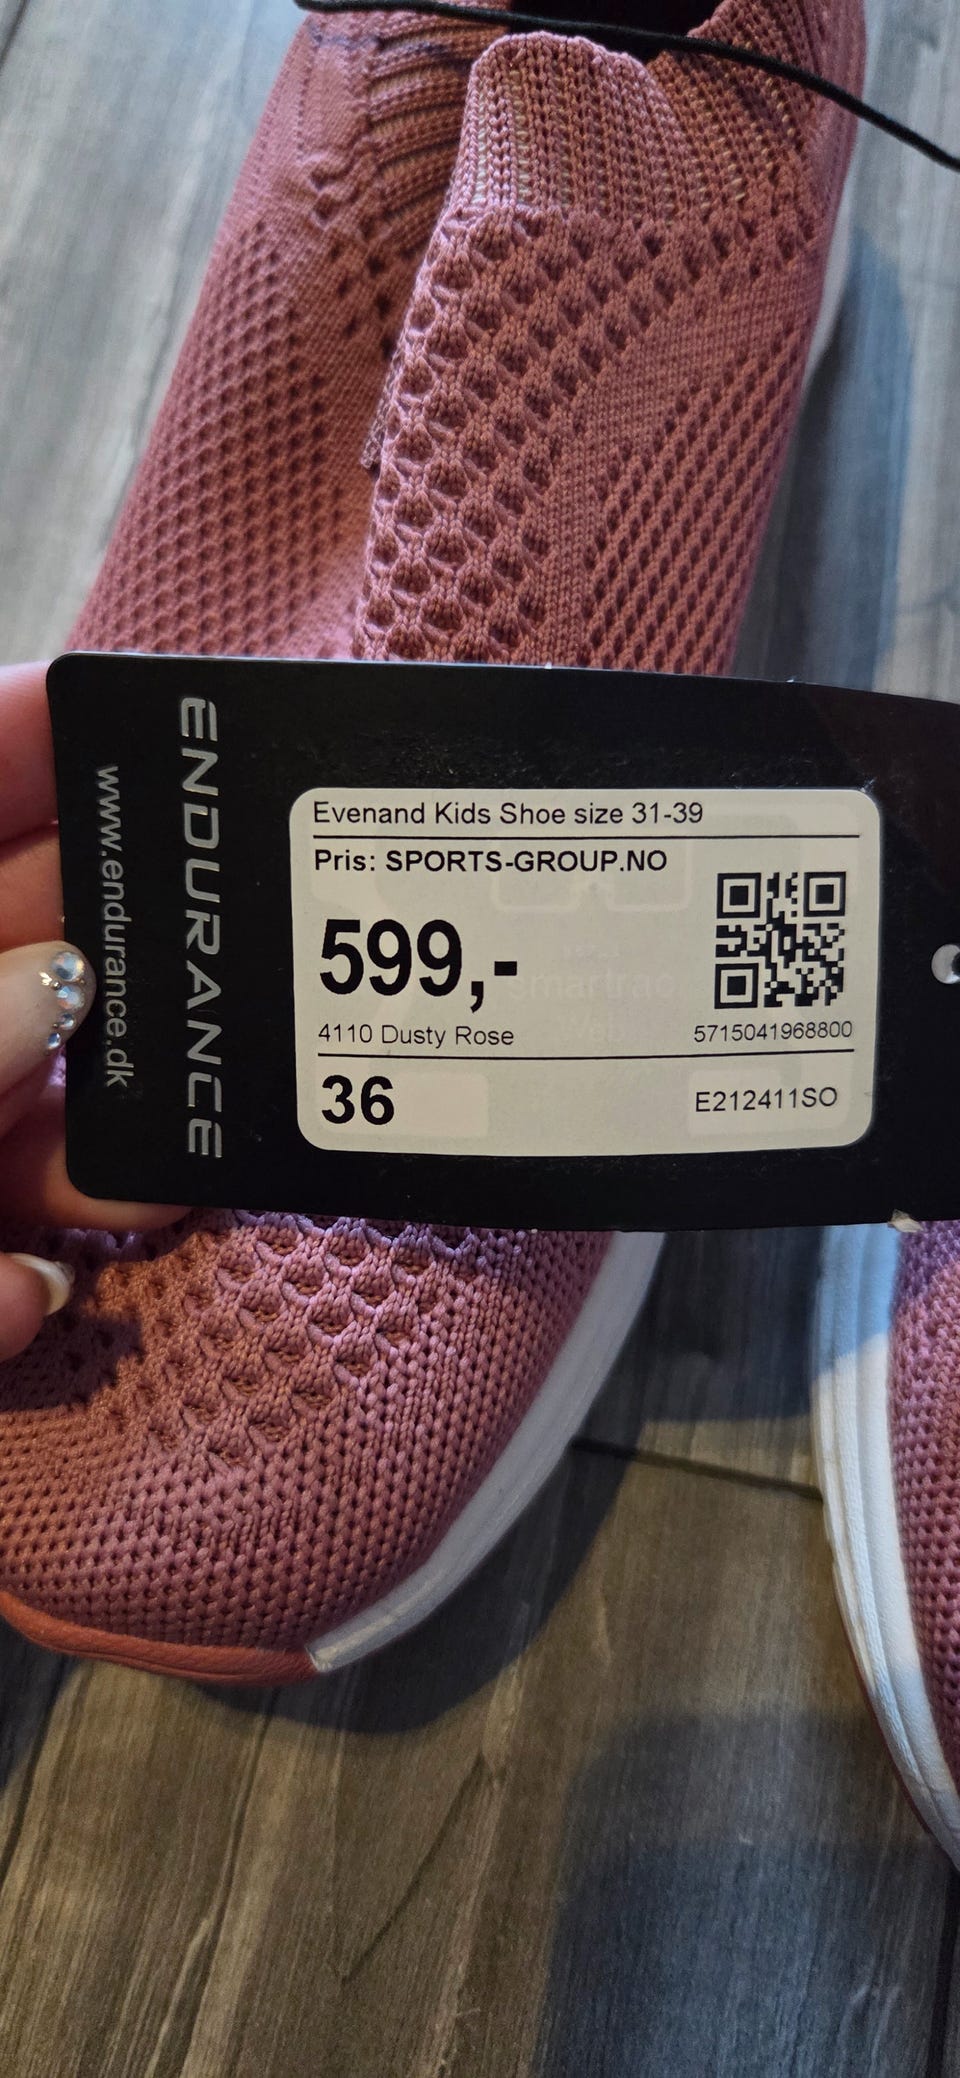 ENDURANCE
www.endurance.dk
Evenand Kids Shoe size 31-39
Pris: SPORTS-GROUP.NO
599,-
4110 Dusty Rose
5715041968800
36
E212411SO